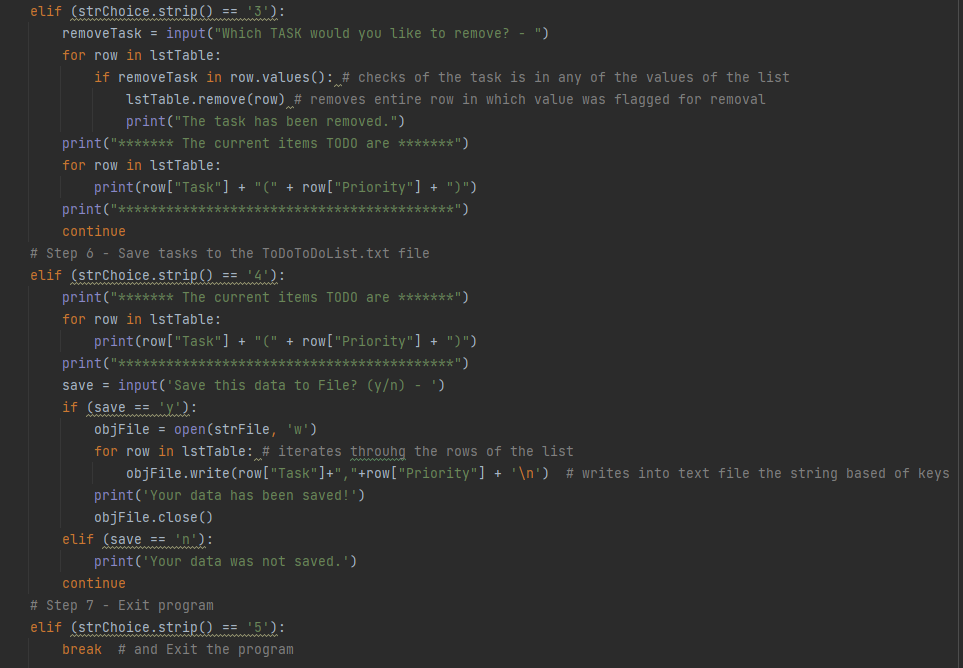 elif (strChoice.strip() == '3'):
removeTask = input("Which TASK would you like to remove? - ")
for row in lstTable:
if removeTask in row.values(): # checks of the task is in any of the values of the list
lstTable.remove(row) # removes entire row in which value was flagged for removal
print("The task has been removed.")
print("******* The current items TODO are *******")
for row in lstTable:
print(row["Task"] + "(" + row["Priority"] + ")")
print("******************************************")
continue
# Step 6 - Save tasks to the ToDoToDoList.txt file
elif (strChoice.strip() == '4'):
print("******* The current items TODO are *******")
for row in lstTable:
print(row["Task"] + "(" + row["Priority"] + ")")
print("******************************************")
save = input('Save this data to File? (y/n) - ')
if (save == 'y'):
objFile = open(strFile, 'w')
for row in lstTable: # iterates throuhg the rows of the list
objFile.write(row["Task"]+","+row["Priority"] + '\n')  # writes into text file the string based of keys
print('Your data has been saved!')
objFile.close()
elif (save == 'n'):
print('Your data was not saved.')
continue
# Step 7 - Exit program
elif (strChoice.strip() == '5'):
break  # and Exit the program